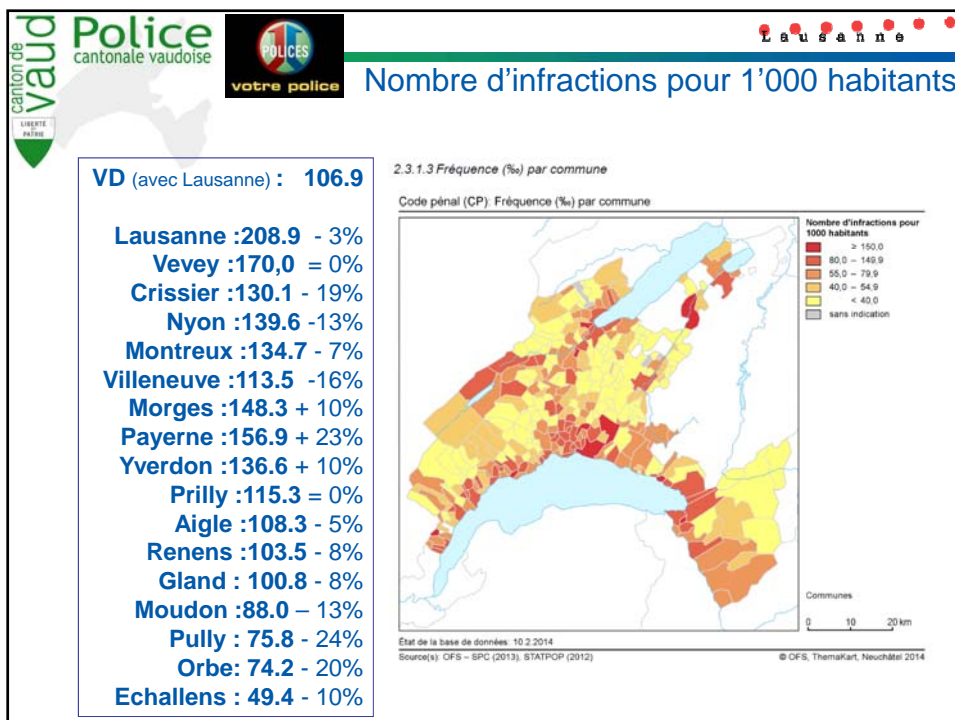 canton de
Vaud
LIBERTÉ
ET
PATRIE
Police
cantonale vaudoise
POLICES
votre police
Lausanne
Nombre d'infractions pour 1'000 habitants
VD (avec Lausanne) : 106.9
Lausanne :208.9 - 3%
Vevey :170,0 = 0%
Crissier :130.1 - 19%
Nyon :139.6 -13%
Montreux :134.7 - 7%
Villeneuve :113.5 -16%
Morges :148.3 + 10%
Payerne :156.9 + 23%
Yverdon :136.6 + 10%
Prilly :115.3 = 0%
Aigle :108.3 - 5%
Renens :103.5 - 8%
Gland : 100.8 - 8%
Moudon :88.0 – 13%
Pully : 75.8 - 24%
Orbe: 74.2 - 20%
Echallens : 49.4 - 10%
2.3.1.3 Fréquence (‰) par commune
Code pénal (CP): Fréquence (‰) par commune
Nombre d'infractions pour
1000 habitants
≥ 150,0
80,0 – 149,9
55,0 – 79,9
40,0 – 54,9
< 40,0
sans indication
Communes
0 10 20 km
État de la base de données: 10.2.2014
Source(s): OFS – SPC (2013), STATPOP (2012)
© OFS, ThemaKart, Neuchâtel 2014